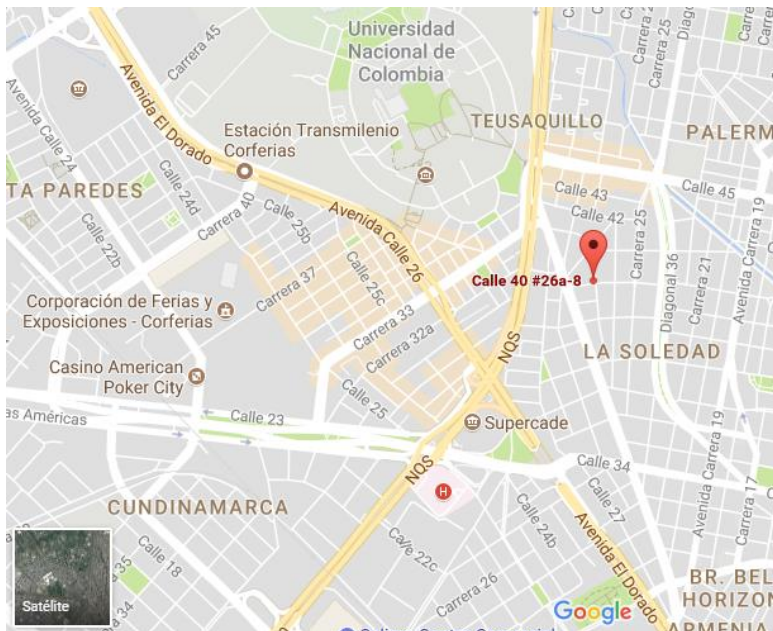 Universidad
Nacional de
Colombia
Carrera 45
Carrera 25
Avenida El Dorado
TEUSAQUILLO
Estación Transmilenio
Corferias
PALERM
Avenida Calle 24
Calle 24d
TA PAREDES
Carrera 40
Calle 25b
Avenida Calle 26
Calle 43
Calle 45
Calle 42
Carrera 25
Calle 22b
Carrera 37
Calle 25c
Calle 40 #26a-8
Diagonal 36
Carrera 21
Avenida Carrera 19
Corporación de Ferias y
Exposiciones - Corferias
Carrera 33
Carrera 32a
NQS
LA SOLEDAD
Casino American
Poker City
Calle 25
as Américas
Calle 23
Supercade
NQS
Calle 34
H
CUNDINAMARCA
Calle 27
Avenida Carrera 19
Carrera 17
Calle 22c
Calle 24b
Avenida El Dorado
Calle 18
Carrera 26
BR. BEL
HORIZON
Satélite
Google
ARMENIA